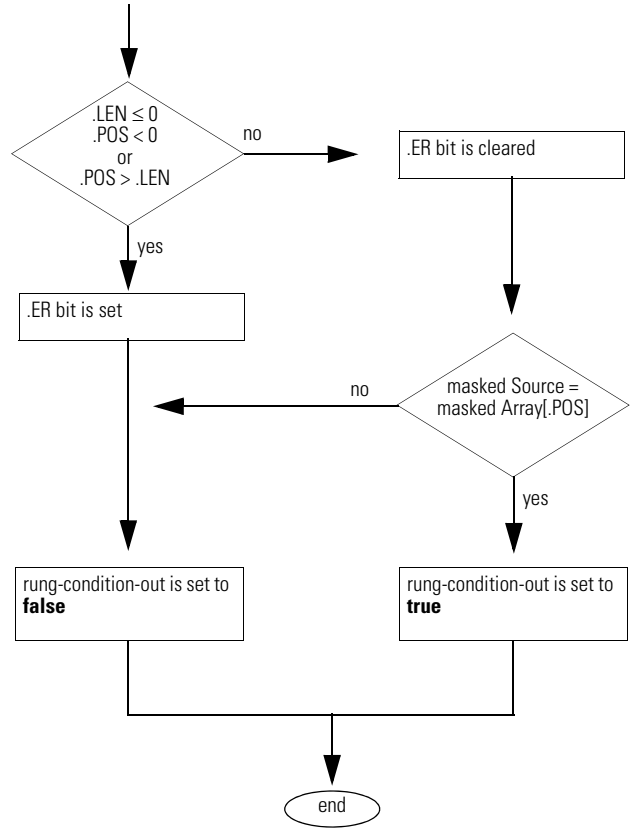 .LEN ≤ 0
.POS < 0
or
.POS > .LEN
no
.ER bit is cleared
yes
.ER bit is set
no
masked Source =
masked Array[.POS]
yes
rung-condition-out is set to
false
rung-condition-out is set to
true
end